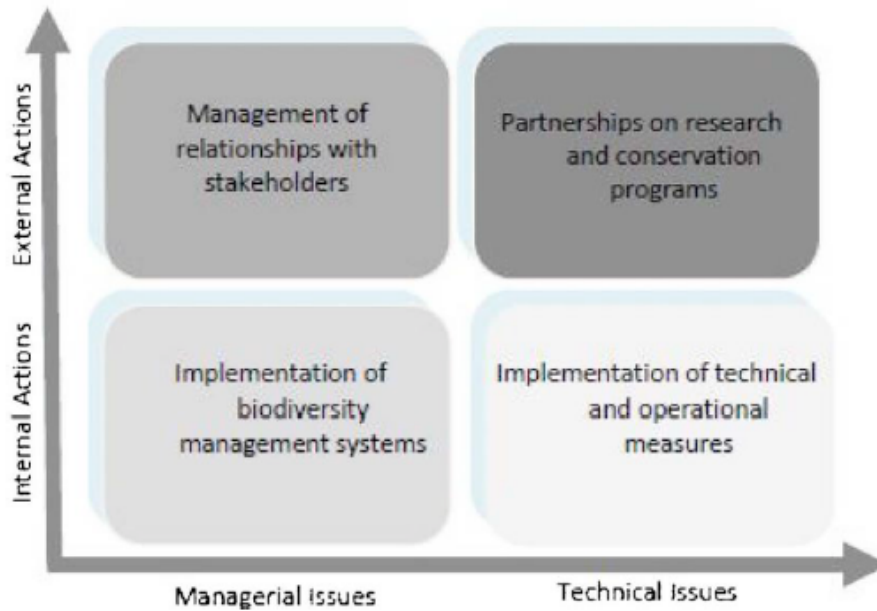 External Actions
Management of
relationships with
stakeholders
Partnerships on research
and conservation
programs
Internal Actions
Implementation of
biodiversity
management systems
Implementation of technical
and operational
measures
Managerial Issues
Technical Issues